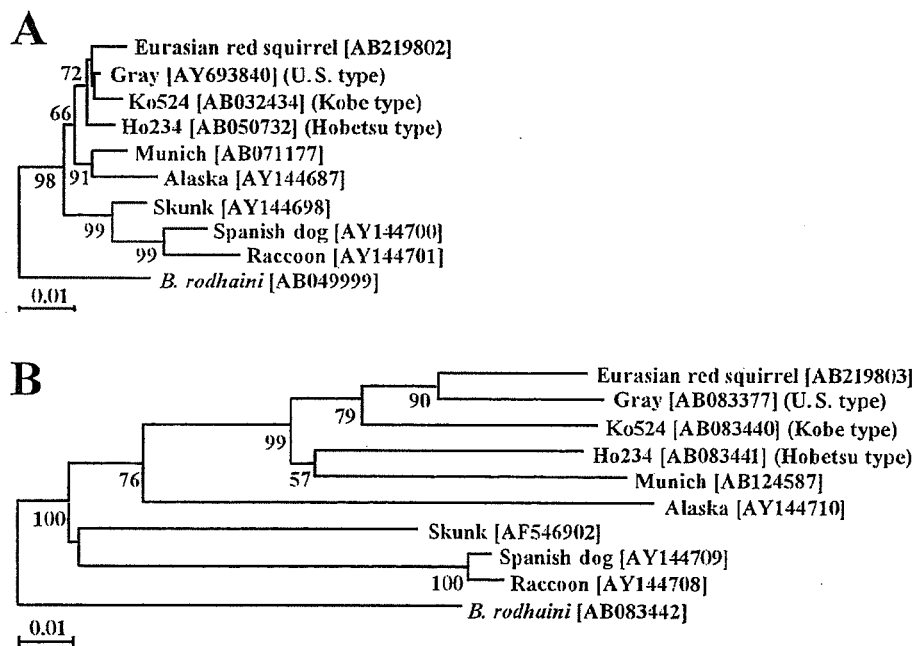 A
Eurasian red squirrel [AB219802]
72
Gray [AY693840] (U.S. type)
Ko524 [AB032434] (Kobe type)
66
Ho234 [AB050732] (Hobetsu type)
Munich [AB071177]
98
91
Alaska [AY144687]
Skunk [AY144698]
99
Spanish dog [AY144700]
99
Raccoon [AY144701]
B. rodhaini [AB049999]
0.01
B
Eurasian red squirrel [AB219803]
90
Gray [AB083377] (U.S. type)
79
Ko524 [AB083440] (Kobe type)
99
Ho234 [AB083441] (Hobetsu type)
76
57
Munich [AB124587]
Alaska [AY144710]
100
Skunk [AF546902]
Spanish dog [AY144709]
100
Raccoon [AY144708]
B. rodhaini [AB083442]
0.01